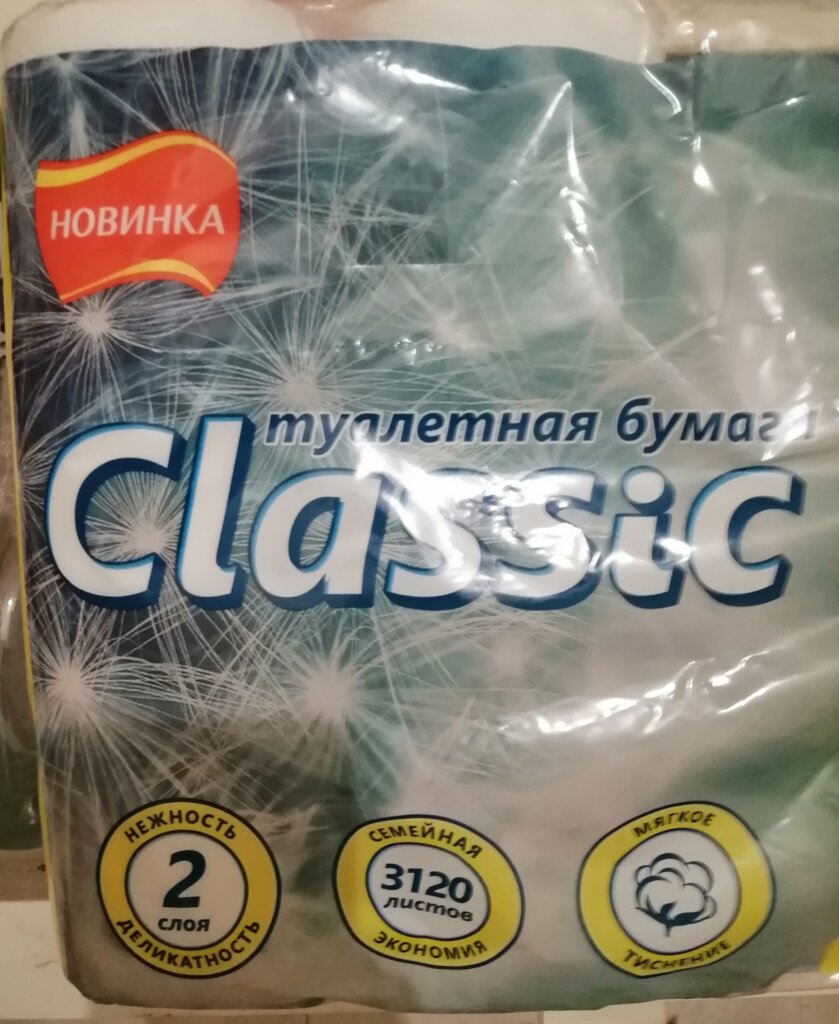 НОВИНКА
туалетная бумага
Classic
НЕЖНОСТЬ
2
слоя
ДЕЛИКАТНОСТЬ
СЕМЕЙНАЯ
3120
листов
ЭКОНОМИЯ
МЯГКОЕ
ТИСНЕНИЕ